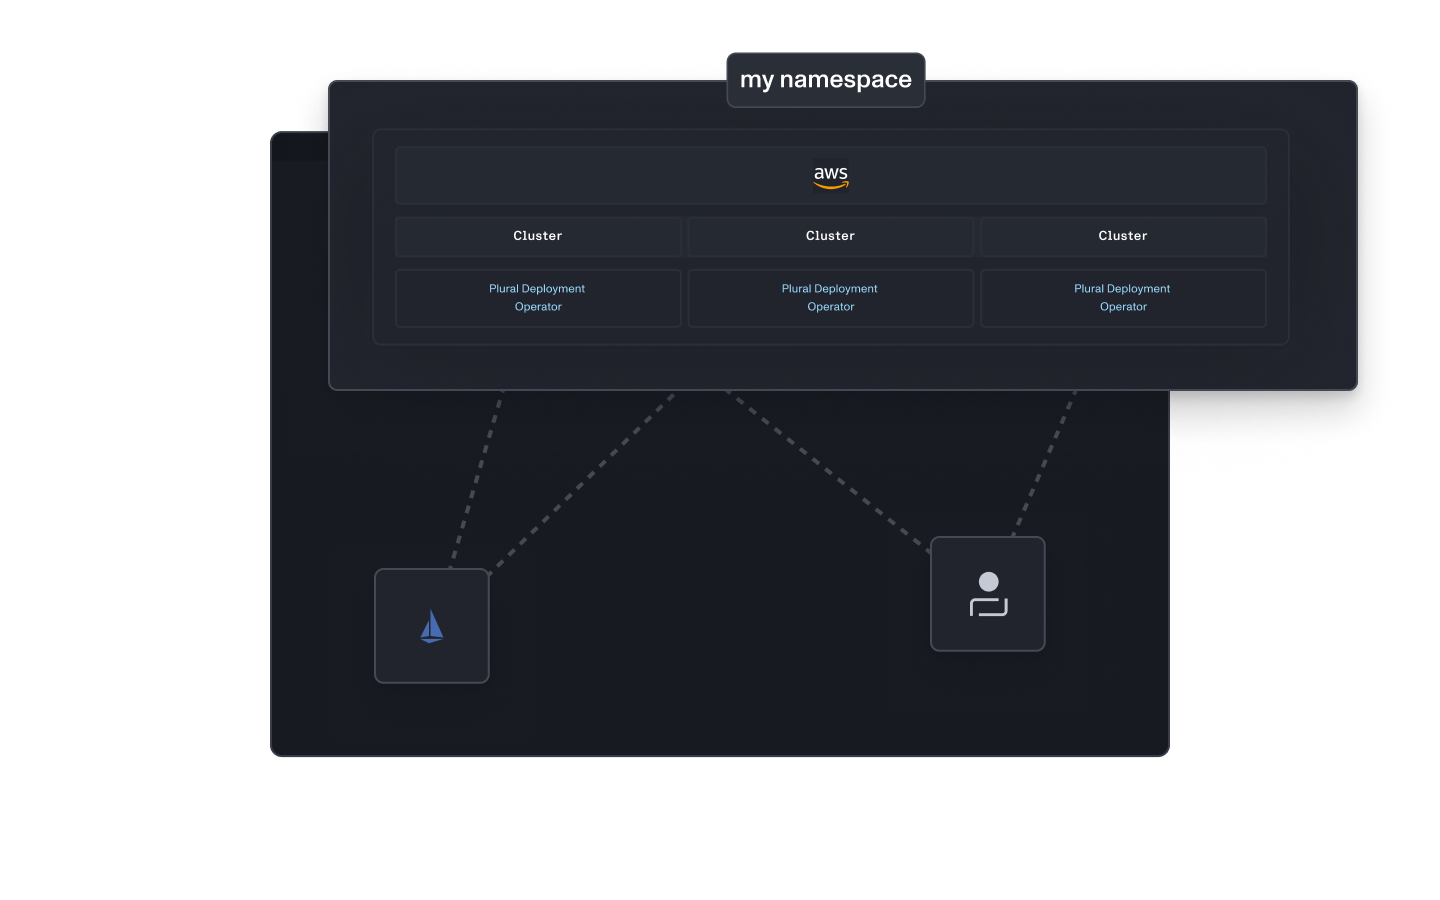 my namespace
aws
Cluster Cluster Cluster
Plural Deployment Plural Deployment Plural Deployment
Operator Operator Operator